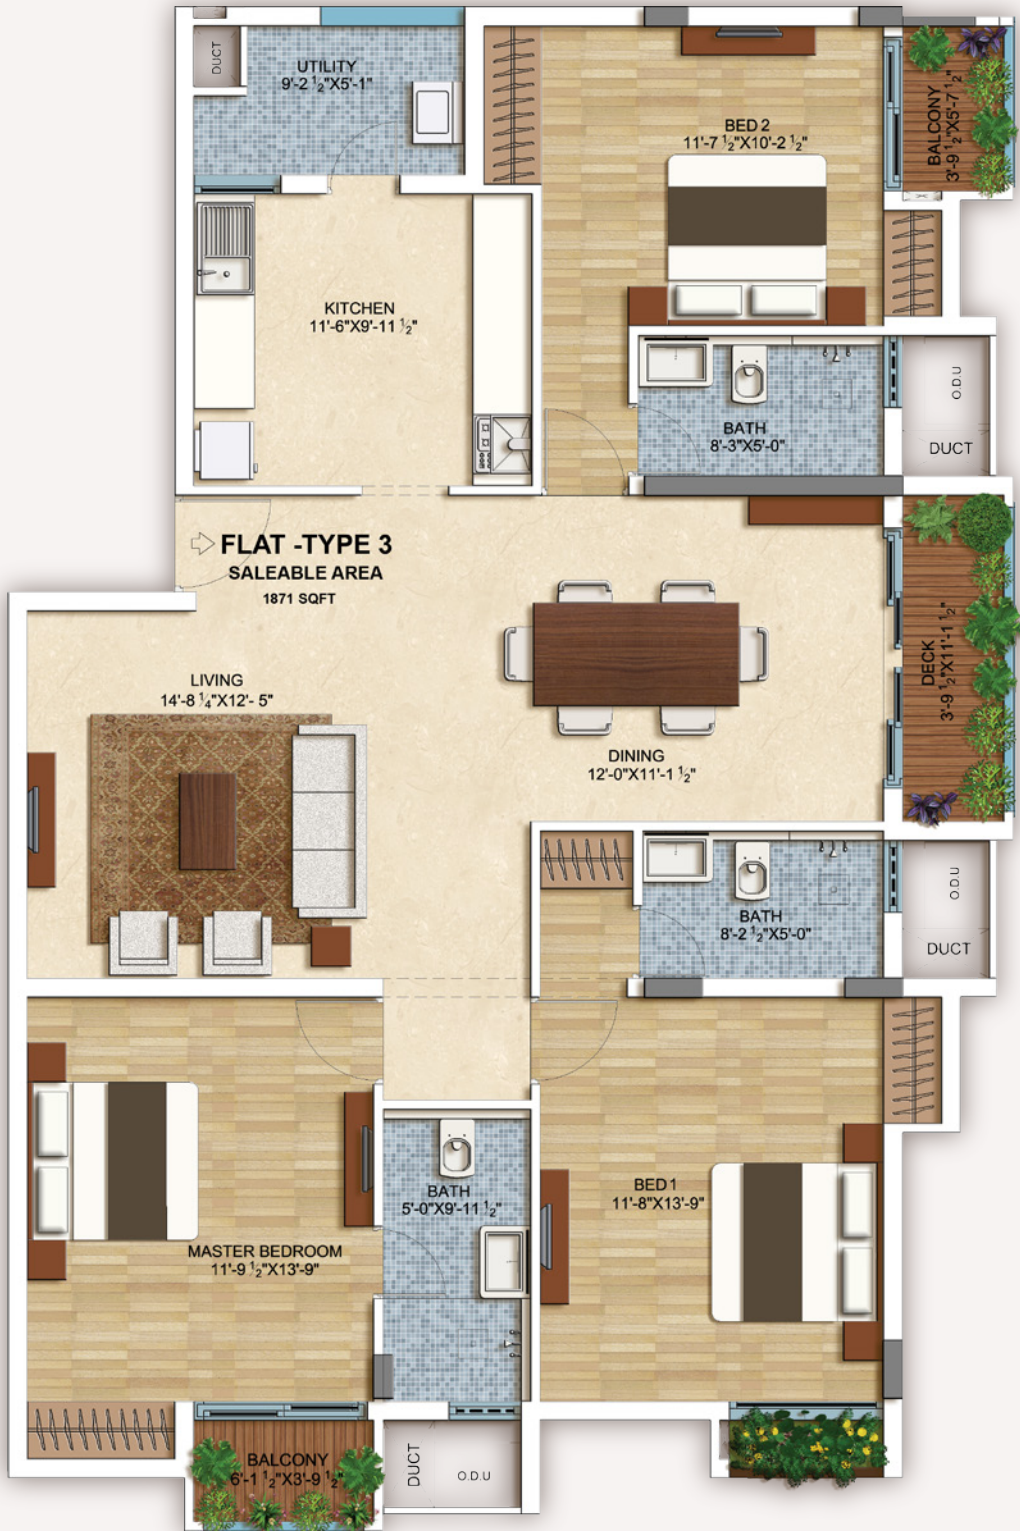 DUCT
UTILITY
9'-2 ½"X5'-1"
BED 2
11'-7 ½"X10'-2 ½"
BALCONY
3'-9 ½"X5'-7 ½"
KITCHEN
11'-6"X9'-11 ½"
BATH
8'-3"X5'-0"
O.D.U
DUCT
FLAT -TYPE 3
SALEABLE AREA
1871 SQFT
LIVING
14'-8 ¼"X12'- 5"
DINING
12'-0"X11'-1 ½"
DECK
3'-9 ½"X11'-1 ½"
BATH
8'-2 ½"X5'-0"
O.D.U
DUCT
MASTER BEDROOM
11'-9 ½"X13'-9"
BATH
5'-0"X9'-11 ½"
BED 1
11'-8"X13'-9"
BALCONY
6'-1 ½"X3'-9 ½"
DUCT
O.D.U